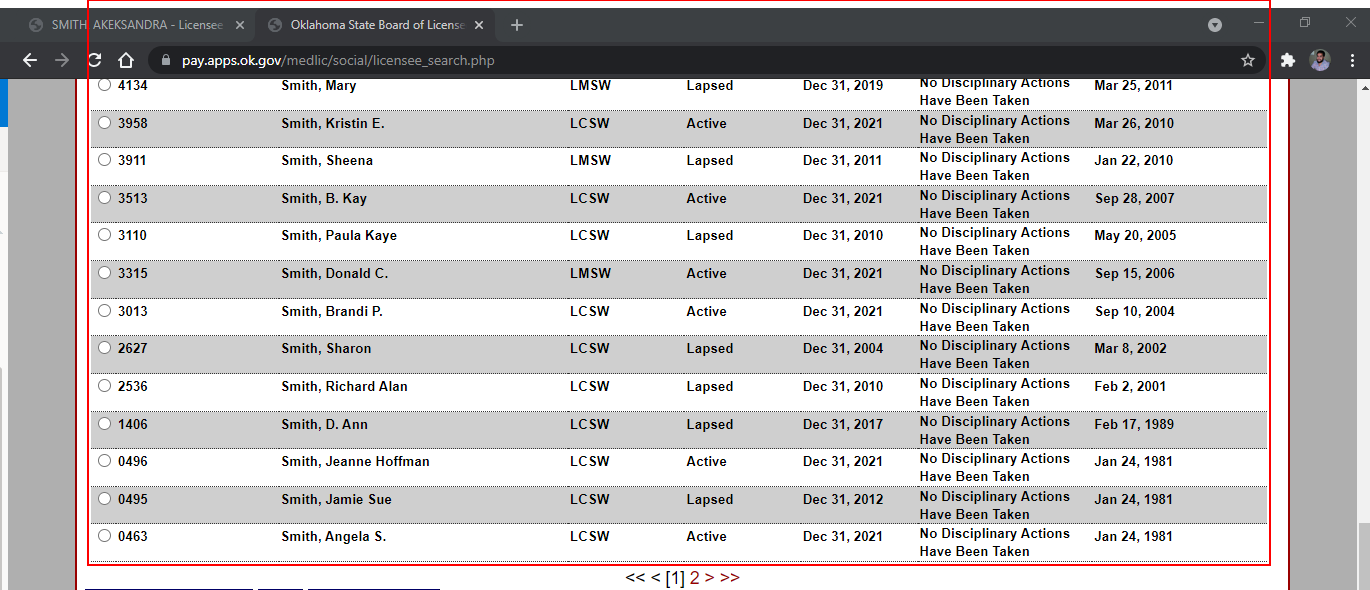 SMITH, AKEKSANDRA - Licensee
Oklahoma State Board of License
pay.apps.ok.gov/medlic/social/licensee_search.php
4134 Smith, Mary LMSW Lapsed Dec 31, 2019 No Disciplinary Actions Mar 25, 2011
Have Been Taken
3958 Smith, Kristin E. LCSW Active Dec 31, 2021 No Disciplinary Actions Mar 26, 2010
Have Been Taken
3911 Smith, Sheena LMSW Lapsed Dec 31, 2011 No Disciplinary Actions Jan 22, 2010
Have Been Taken
3513 Smith, B. Kay LCSW Active Dec 31, 2021 No Disciplinary Actions Sep 28, 2007
Have Been Taken
3110 Smith, Paula Kaye LCSW Lapsed Dec 31, 2010 No Disciplinary Actions May 20, 2005
Have Been Taken
3315 Smith, Donald C. LMSW Active Dec 31, 2021 No Disciplinary Actions Sep 15, 2006
Have Been Taken
3013 Smith, Brandi P. LCSW Active Dec 31, 2021 No Disciplinary Actions Sep 10, 2004
Have Been Taken
2627 Smith, Sharon LCSW Lapsed Dec 31, 2004 No Disciplinary Actions Mar 8, 2002
Have Been Taken
2536 Smith, Richard Alan LCSW Lapsed Dec 31, 2010 No Disciplinary Actions Feb 2, 2001
Have Been Taken
1406 Smith, D. Ann LCSW Lapsed Dec 31, 2017 No Disciplinary Actions Feb 17, 1989
Have Been Taken
0496 Smith, Jeanne Hoffman LCSW Active Dec 31, 2021 No Disciplinary Actions Jan 24, 1981
Have Been Taken
0495 Smith, Jamie Sue LCSW Lapsed Dec 31, 2012 No Disciplinary Actions Jan 24, 1981
Have Been Taken
0463 Smith, Angela S. LCSW Active Dec 31, 2021 No Disciplinary Actions Jan 24, 1981
Have Been Taken
<< < [1] 2 > >>